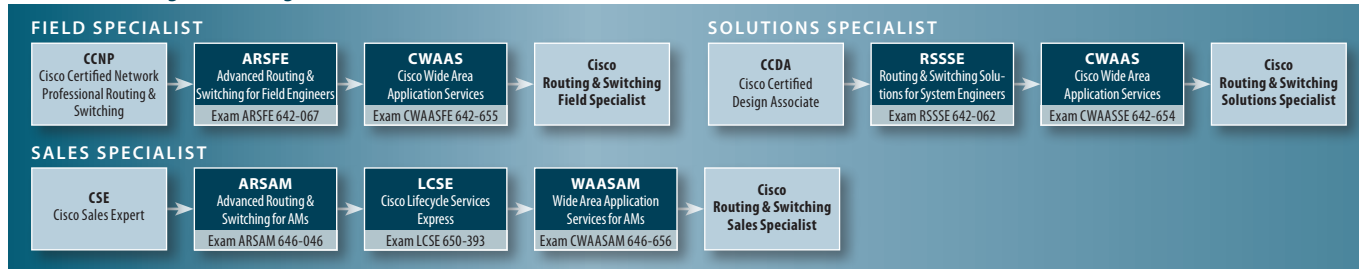 FIELD SPECIALIST
CCNP
Cisco Certified Network
Professional Routing &
Switching
ARSFE
Advanced Routing &
Switching for Field Engineers
Exam ARSFE 642-067
CWAAS
Cisco Wide Area
Application Services
Exam CWAASFE 642-655
Cisco
Routing & Switching
Field Specialist
SOLUTIONS SPECIALIST
CCDA
Cisco Certified
Design Associate
RSSSE
Routing & Switching Solu-
tions for System Engineers
Exam RSSSE 642-062
CWAAS
Cisco Wide Area
Application Services
Exam CWAASSE 642-654
Cisco
Routing & Switching
Solutions Specialist
SALES SPECIALIST
CSE
Cisco Sales Expert
ARSAM
Advanced Routing &
Switching for AMs
Exam ARSAM 646-046
LCSE
Cisco Lifecycle Services
Express
Exam LCSE 650-393
WAASAM
Wide Area Application
Services for AMs
Exam CWAASAM 646-656
Cisco
Routing & Switching
Sales Specialist